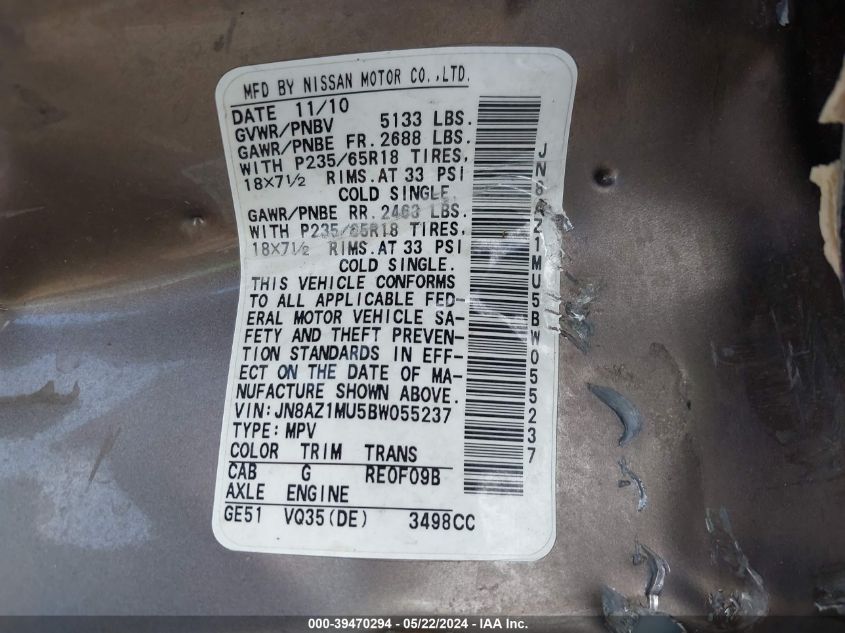 MFD BY NISSAN MOTOR CO.,LTD.
DATE 11/10
GVWR/PNBV 5133 LBS.
GAWR/PNBE FR. 2688 LBS.
WITH P235/65R18 TIRES,
18×7½ RIMS.AT 33 PSI
COLD SINGLE.
GAWR/PNBE RR. 2463 LBS.
WITH P235/65R18 TIRES,
18×7½ RIMS.AT 33 PSI
COLD SINGLE.
THIS VEHICLE CONFORMS
TO ALL APPLICABLE FED-
ERAL MOTOR VEHICLE SA-
FETY AND THEFT PREVEN-
TION STANDARDS IN EFF-
ECT ON THE DATE OF MA-
NUFACTURE SHOWN ABOVE.
VIN:JN8AZ1MU5BW055237
TYPE:MPV
COLOR TRIM TRANS
CAB G RE0F09B
AXLE ENGINE
GE51 VQ35(DE) 3498CC
JN8AZ1MU5BW055237
000-39470294 - 05/22/2024 - IAA Inc.